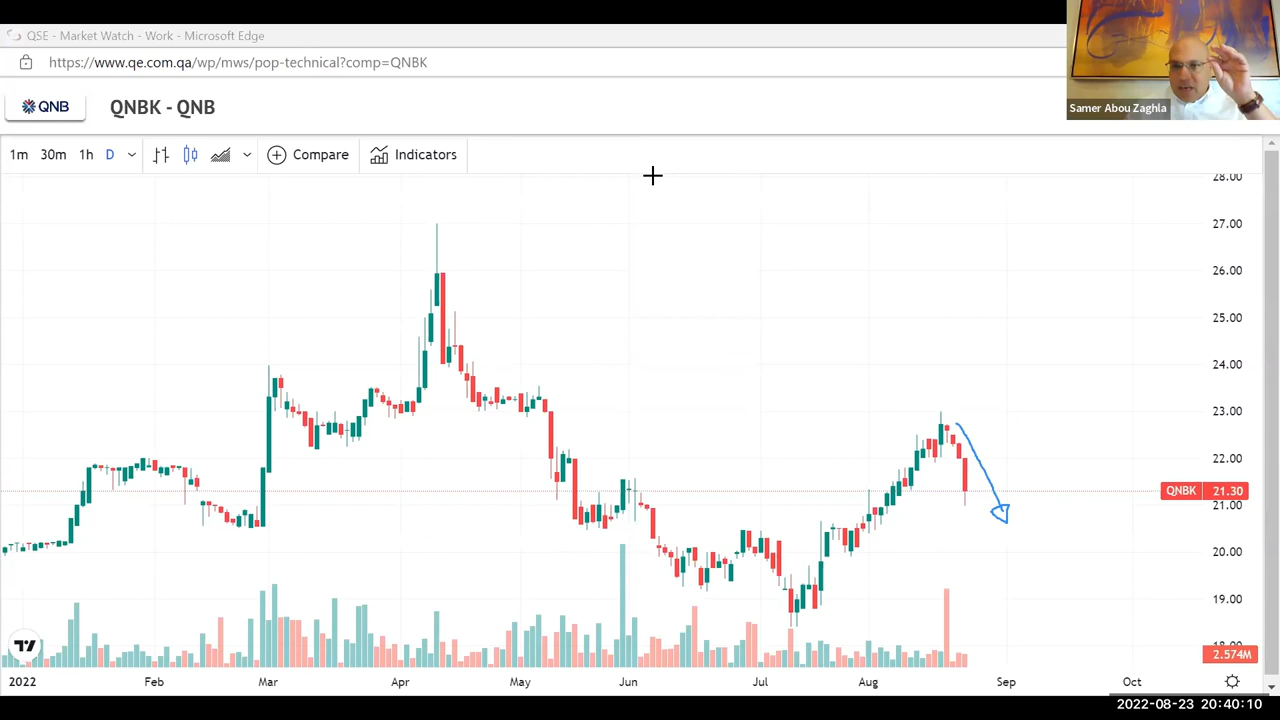 QSE - Market Watch - Work - Microsoft Edge
https://www.qe.com.qa/wp/mws/pop-technical?comp=QNBK
Samer Abou Zaghla
QNB
QNBK - QNB
1m 30m 1h D Compare Indicators
28.00
27.00
26.00
25.00
24.00
23.00
22.00
QNBK 21.30
21.00
20.00
19.00
18.00
2.574M
2022 Feb Mar Apr May Jun Jul Aug Sep Oct
2022-08-23 20:40:10